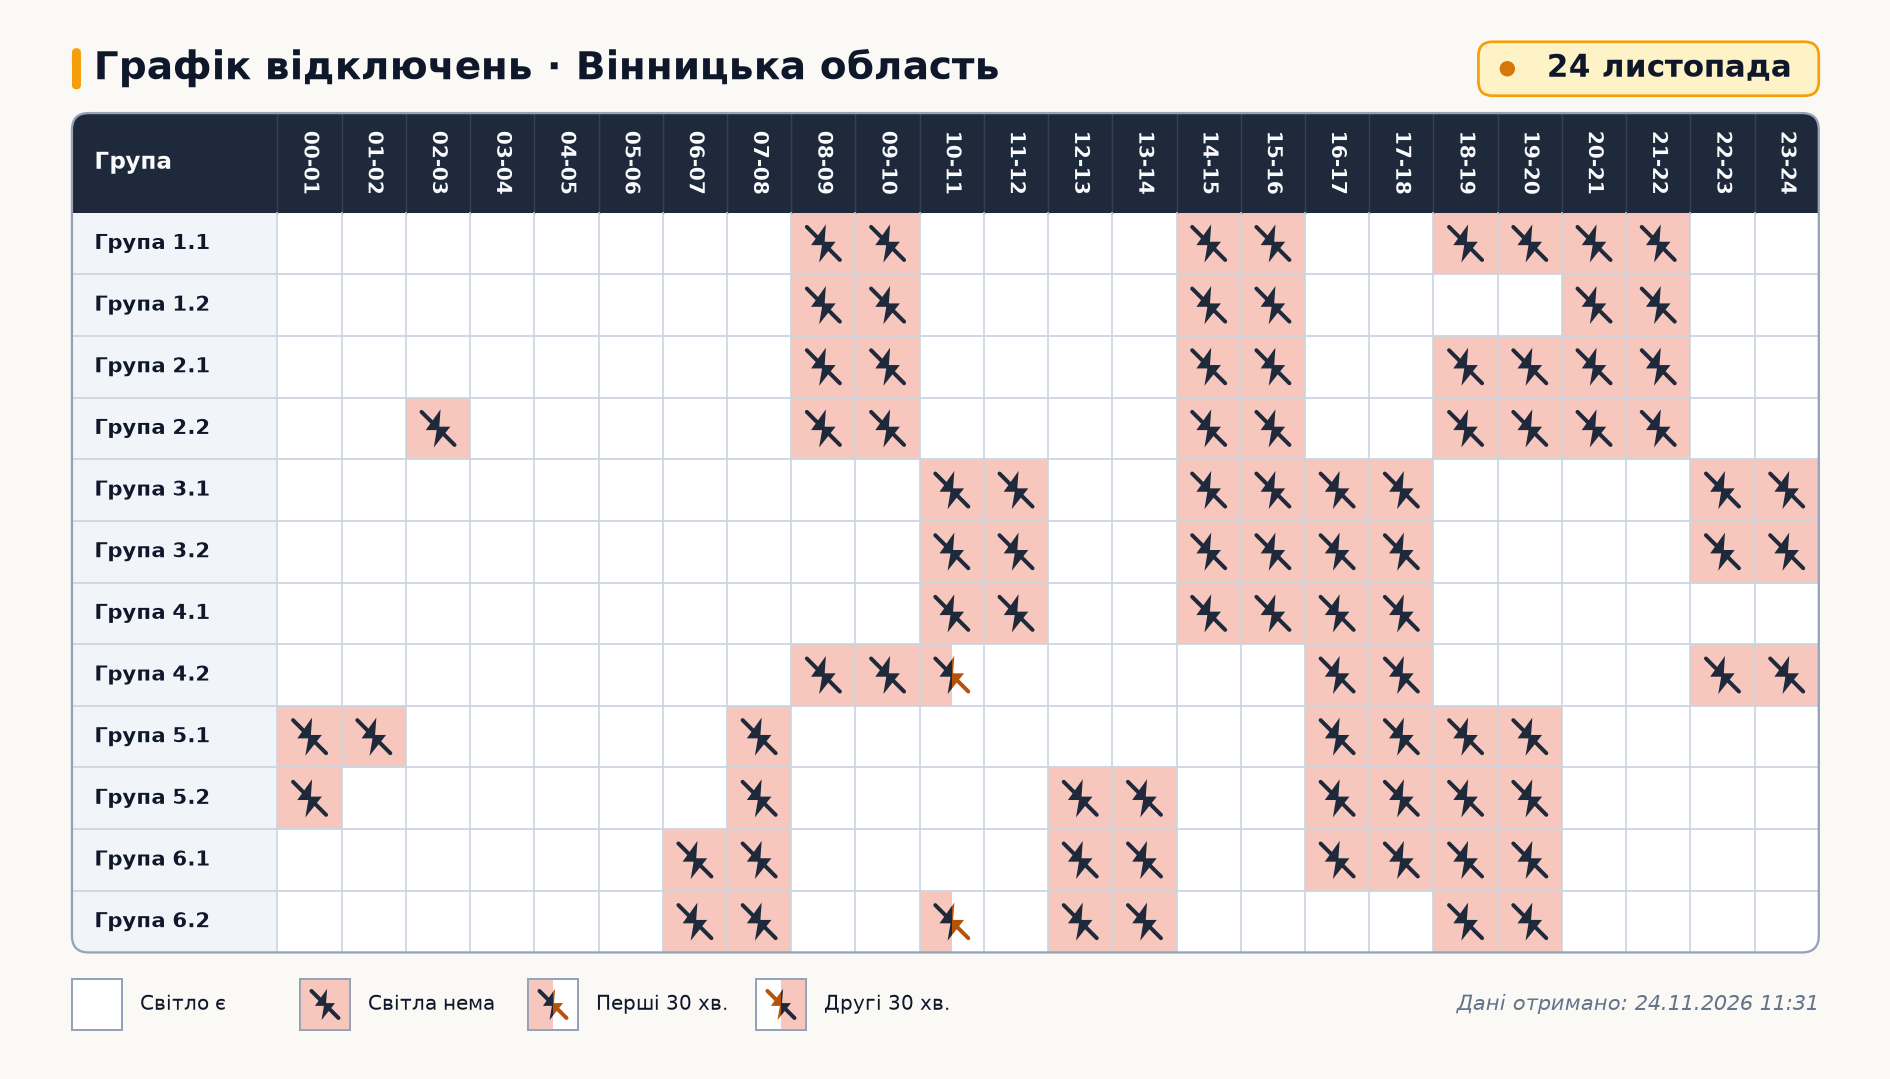 Графік відключень · Вінницька область
24 листопада
Група 00-01 01-02 02-03 03-04 04-05 05-06 06-07 07-08 08-09 09-10 10-11 11-12 12-13 13-14 14-15 15-16 16-17 17-18 18-19 19-20 20-21 21-22 22-23 23-24
Група 1.1
Група 1.2
Група 2.1
Група 2.2
Група 3.1
Група 3.2
Група 4.1
Група 4.2
Група 5.1
Група 5.2
Група 6.1
Група 6.2
Світло є Світла нема Перші 30 хв. Другі 30 хв.
Дані отримано: 24.11.2026 11:31